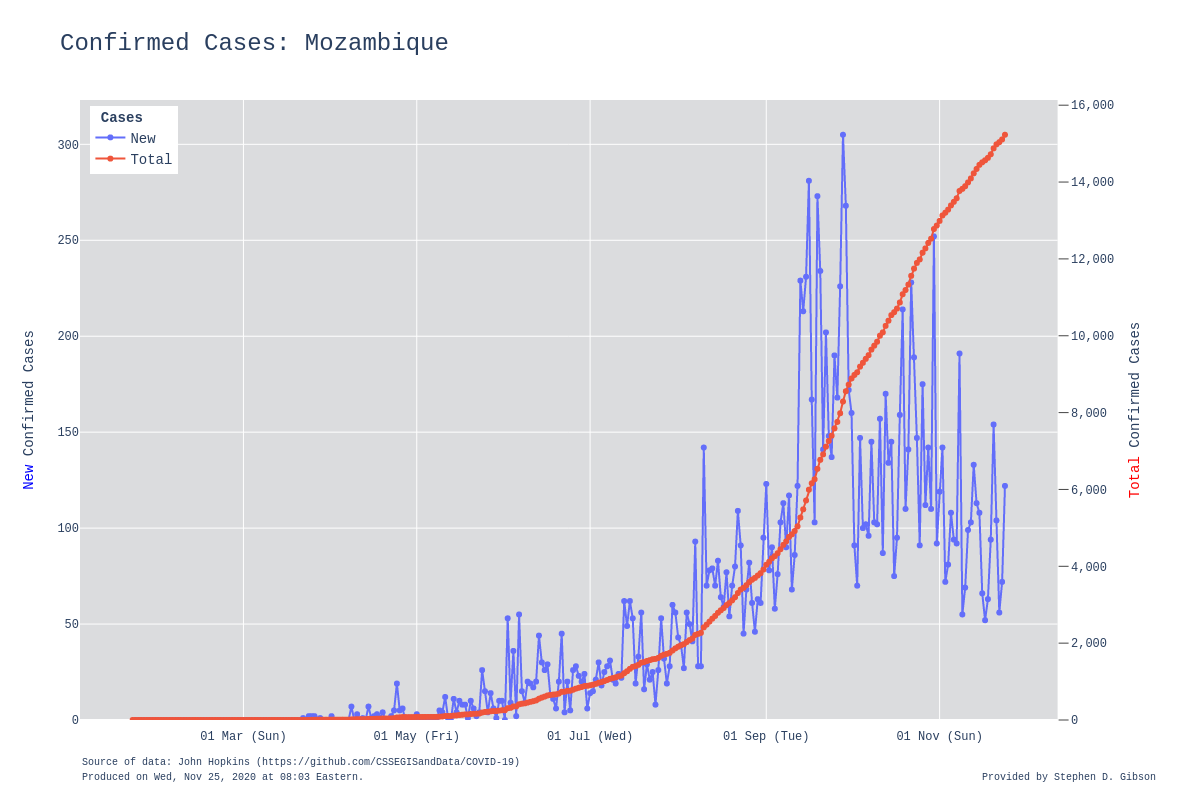 Confirmed Cases: Mozambique
Cases
New
Total
300
250
200
150
100
50
0
16,000
14,000
12,000
10,000
8,000
6,000
4,000
2,000
0
New Confirmed Cases
Total Confirmed Cases
01 Mar (Sun)
01 May (Fri)
01 Jul (Wed)
01 Sep (Tue)
01 Nov (Sun)
Source of data: John Hopkins (https://github.com/CSSEGISandData/COVID-19)
Produced on Wed, Nov 25, 2020 at 08:03 Eastern.
Provided by Stephen D. Gibson